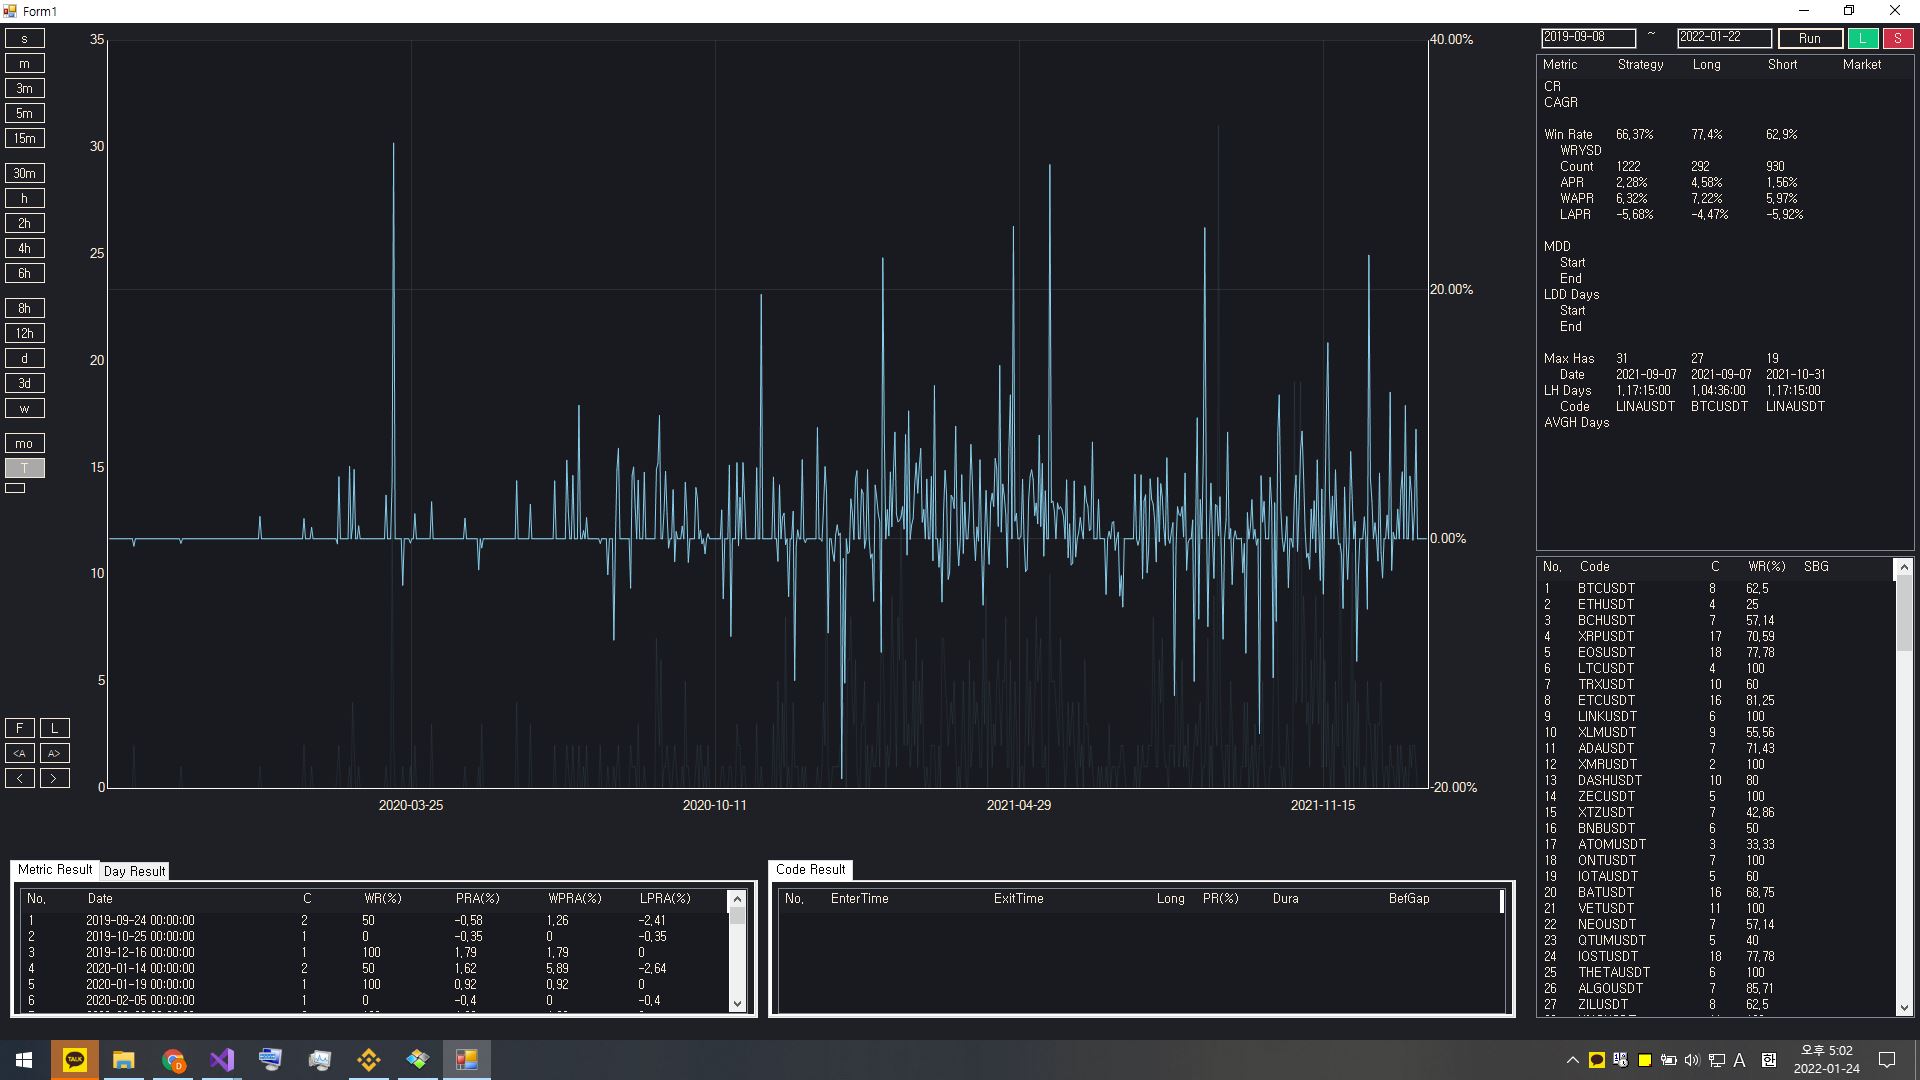 Form1
s
m
3m
5m
15m
30m
h
2h
4h
6h
8h
12h
d
3d
w
mo
T
F L
<A A>
< >
35
30
25
20
15
10
5
0
40.00%
20.00%
0.00%
-20.00%
2020-03-25 2020-10-11 2021-04-29 2021-11-15
2019-09-08 ~ 2022-01-22 Run L S
Metric Strategy Long Short Market
CR
CAGR
Win Rate 66,37% 77,4% 62,9%
WRYSD
Count 1222 292 930
APR 2,28% 4,58% 1,56%
WAPR 6,32% 7,22% 5,97%
LAPR -5,68% -4,47% -5,92%
MDD
Start
End
LDD Days
Start
End
Max Has 31 27 19
Date 2021-09-07 2021-09-07 2021-10-31
LH Days 1,17:15:00 1,04:36:00 1,17:15:00
Code LINAUSDT BTCUSDT LINAUSDT
AVGH Days
No, Code C WR(%) SBG
1 BTCUSDT 8 62,5
2 ETHUSDT 4 25
3 BCHUSDT 7 57,14
4 XRPUSDT 17 70,59
5 EOSUSDT 18 77,78
6 LTCUSDT 4 100
7 TRXUSDT 10 60
8 ETCUSDT 16 81,25
9 LINKUSDT 6 100
10 XLMUSDT 9 55,56
11 ADAUSDT 7 71,43
12 XMRUSDT 2 100
13 DASHUSDT 10 80
14 ZECUSDT 5 100
15 XTZUSDT 7 42,86
16 BNBUSDT 6 50
17 ATOMUSDT 3 33,33
18 ONTUSDT 7 100
19 IOTAUSDT 5 60
20 BATUSDT 16 68,75
21 VETUSDT 11 100
22 NEOUSDT 7 57,14
23 QTUMUSDT 5 40
24 IOSTUSDT 18 77,78
25 THETAUSDT 6 100
26 ALGOUSDT 7 85,71
27 ZILUSDT 8 62,5
Metric Result Day Result
No, Date C WR(%) PRA(%) WPRA(%) LPRA(%)
1 2019-09-24 00:00:00 2 50 -0,58 1,26 -2,41
2 2019-10-25 00:00:00 1 0 -0,35 0 -0,35
3 2019-12-16 00:00:00 1 100 1,79 1,79 0
4 2020-01-14 00:00:00 2 50 1,62 5,89 -2,64
5 2020-01-19 00:00:00 1 100 0,92 0,92 0
6 2020-02-05 00:00:00 1 0 -0,4 0 -0,4
Code Result
No, EnterTime ExitTime Long PR(%) Dura BefGap
TALK
A 한 오후 5:02
2022-01-24